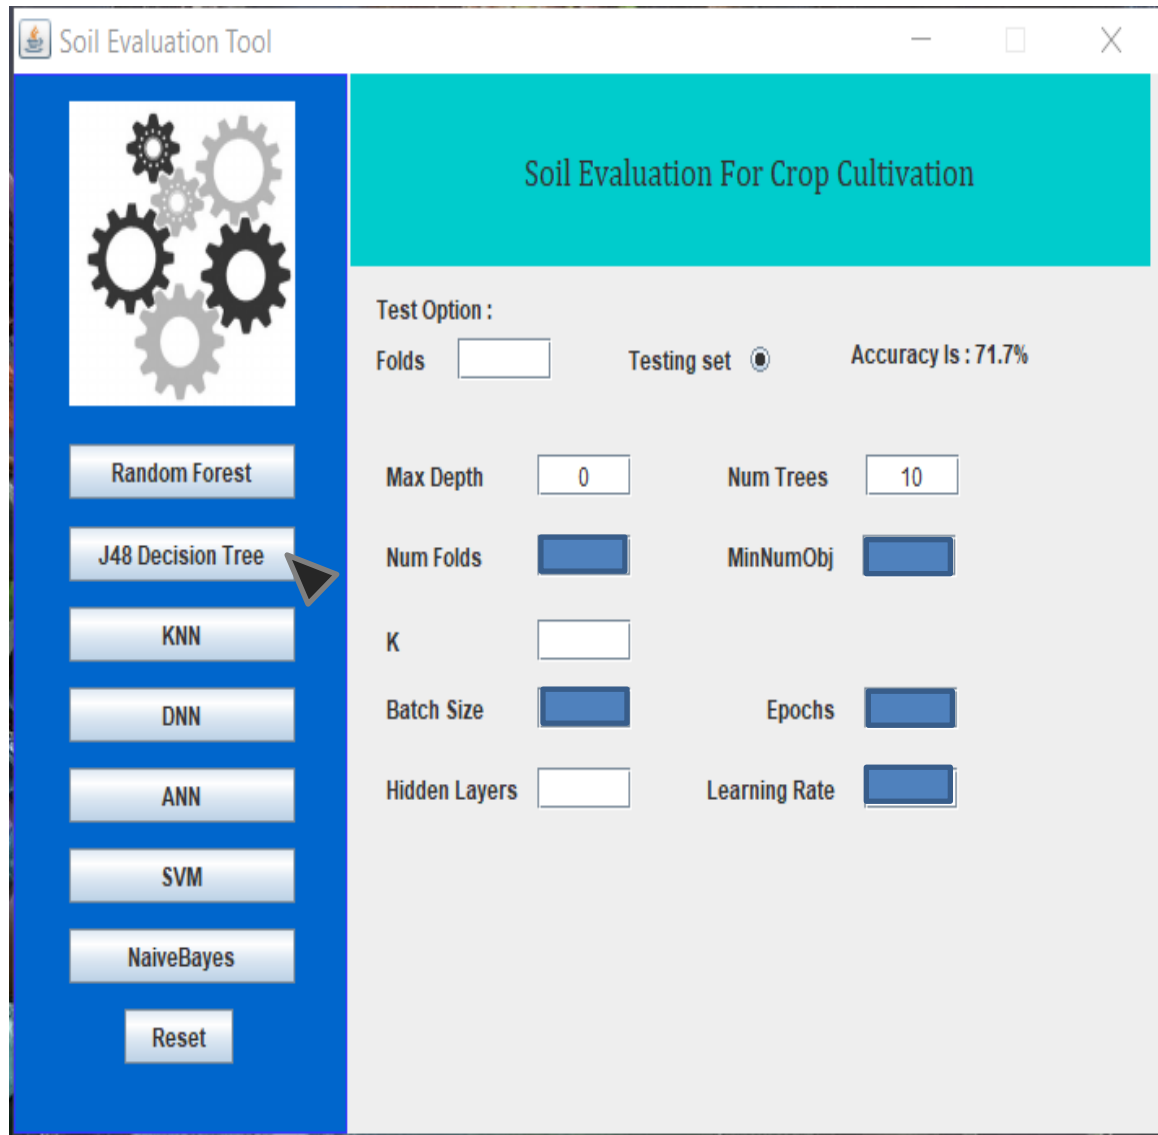 Soil Evaluation Tool
Soil Evaluation For Crop Cultivation
Test Option :
Folds Testing set Accuracy Is : 71.7%
Random Forest
Max Depth 0 Num Trees 10
J48 Decision Tree
Num Folds MinNumObj
KNN
K
DNN
Batch Size Epochs
ANN
Hidden Layers Learning Rate
SVM
NaiveBayes
Reset